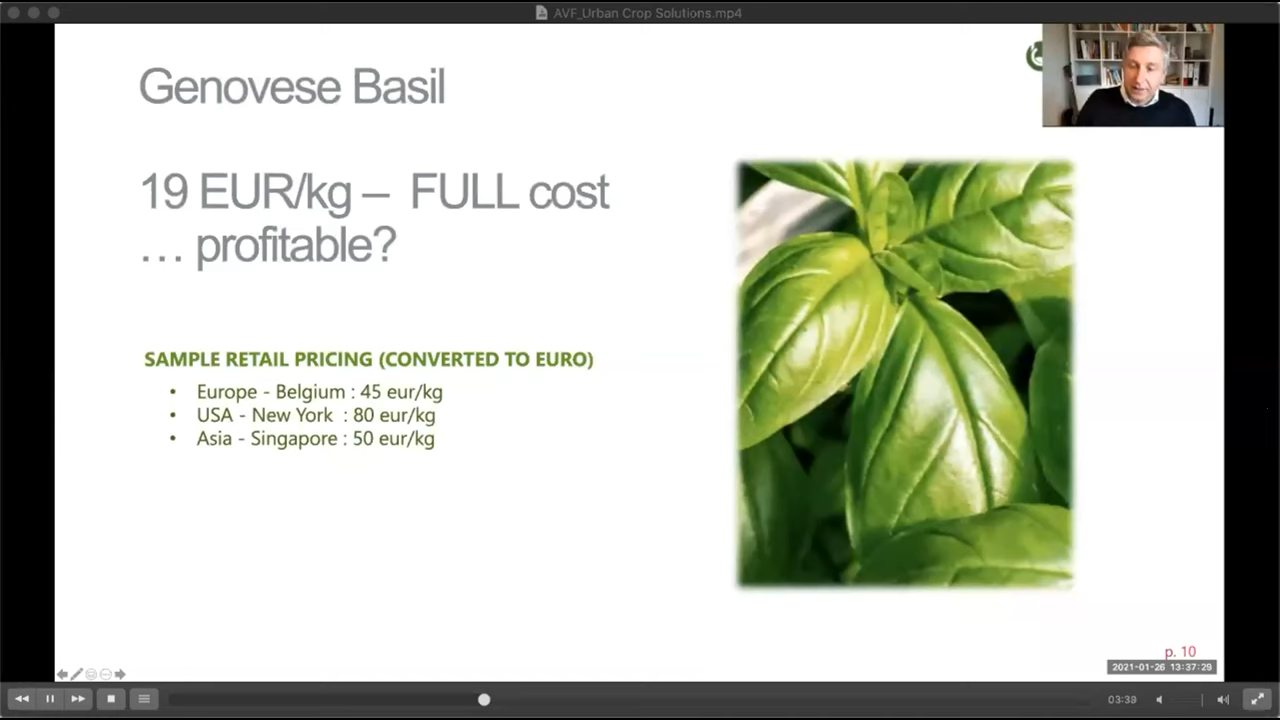 AVF_Urban Crop Solutions.mp4
Genovese Basil
19 EUR/kg – FULL cost
… profitable?
SAMPLE RETAIL PRICING (CONVERTED TO EURO)
• Europe - Belgium : 45 eur/kg
• USA - New York : 80 eur/kg
• Asia - Singapore : 50 eur/kg
p. 10
2021-01-26 13:37:29
03:39